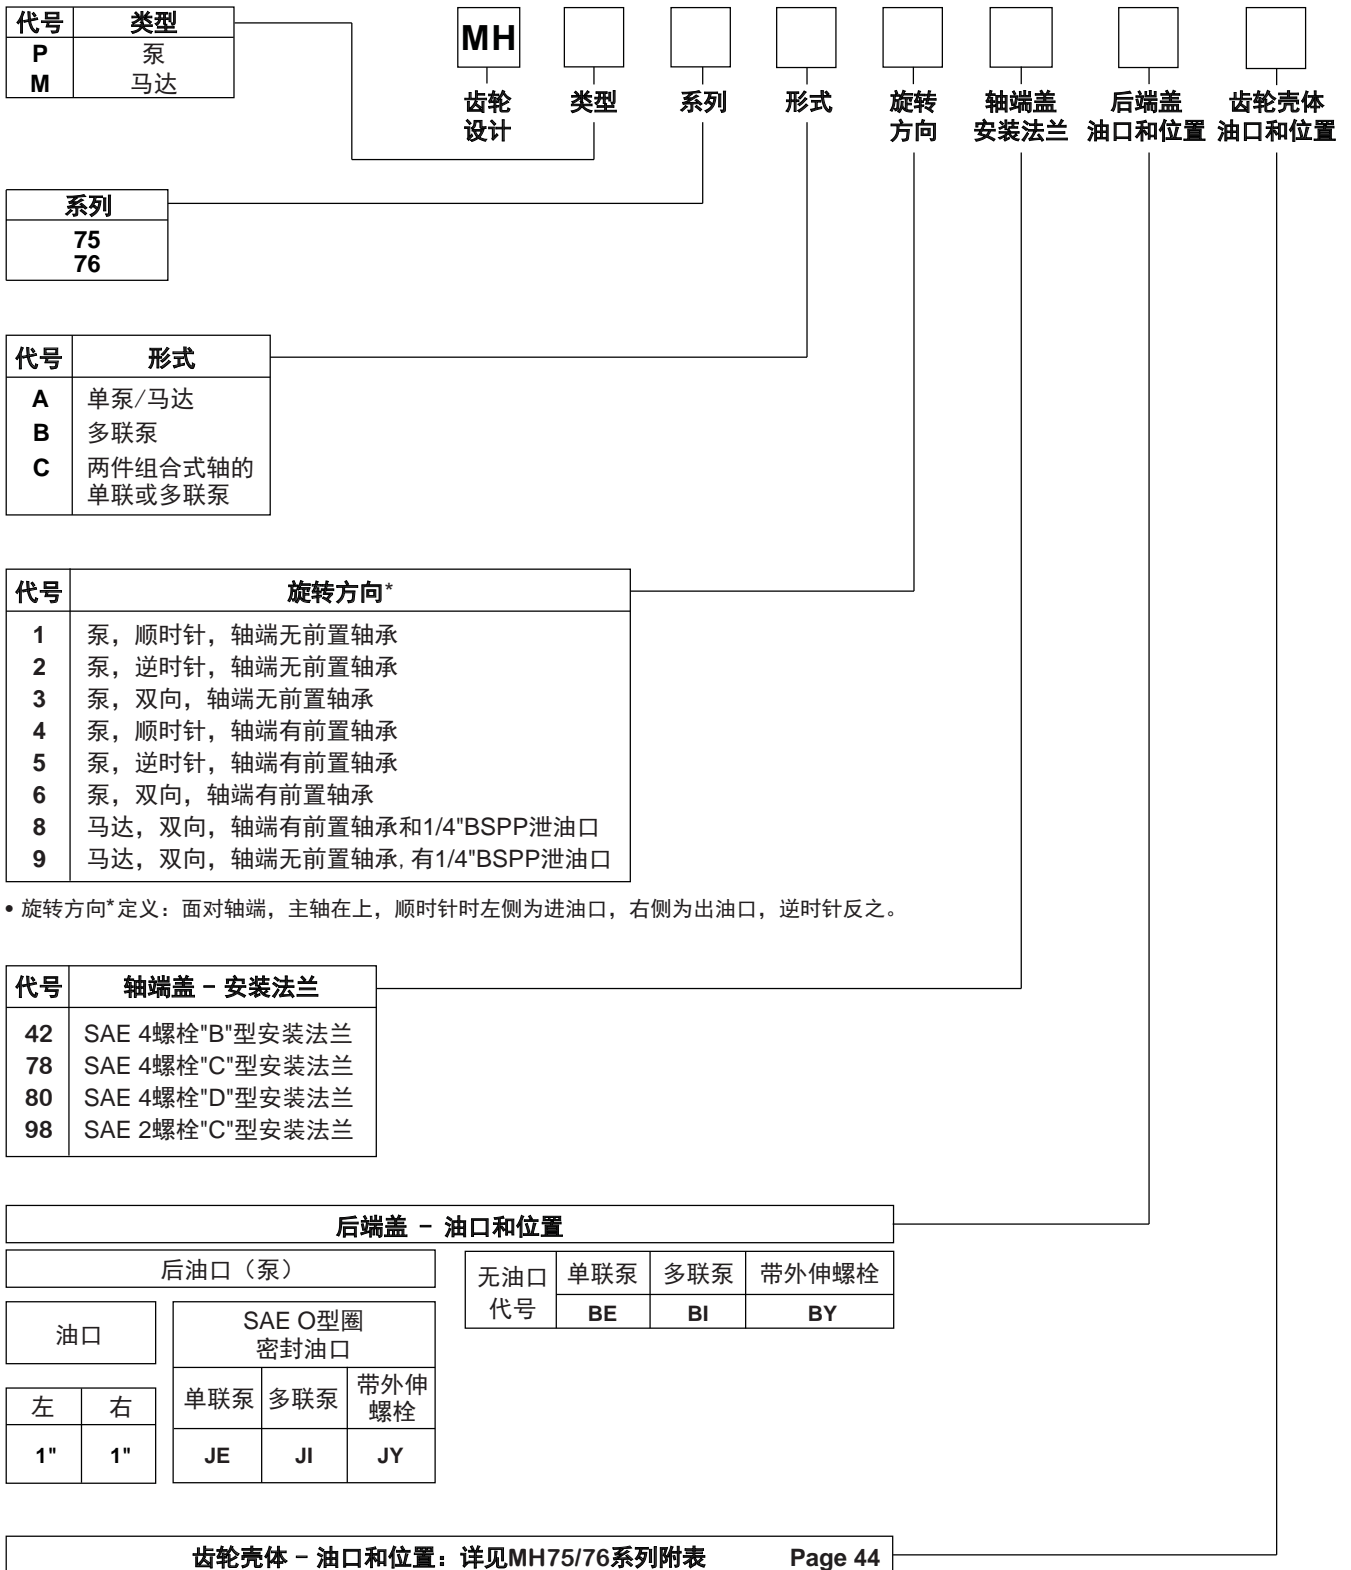 代号 类型
P 泵
M 马达
MH
齿轮设计
类型
系列
形式
旋转方向
轴端盖安装法兰
后端盖油口和位置
齿轮壳体油口和位置
系列
75
76
代号 形式
A 单泵/马达
B 多联泵
C 两件组合式轴的
单联或多联泵
代号 旋转方向*
1 泵，顺时针，轴端无前置轴承
2 泵，逆时针，轴端无前置轴承
3 泵，双向，轴端无前置轴承
4 泵，顺时针，轴端有前置轴承
5 泵，逆时针，轴端有前置轴承
6 泵，双向，轴端有前置轴承
8 马达，双向，轴端有前置轴承和1/4"BSPP泄油口
9 马达，双向，轴端无前置轴承, 有1/4"BSPP泄油口
• 旋转方向*定义：面对轴端，主轴在上，顺时针时左侧为进油口，右侧为出油口，逆时针反之。
代号 轴端盖 – 安装法兰
42 SAE 4螺栓"B"型安装法兰
78 SAE 4螺栓"C"型安装法兰
80 SAE 4螺栓"D"型安装法兰
98 SAE 2螺栓"C"型安装法兰
后端盖 – 油口和位置
后油口（泵）
油口
左 右
1" 1"
SAE O型圈
密封油口
单联泵 多联泵 带外伸螺栓
JE JI JY
无油口代号
单联泵 多联泵 带外伸螺栓
BE BI BY
齿轮壳体 – 油口和位置：详见MH75/76系列附表 Page 44